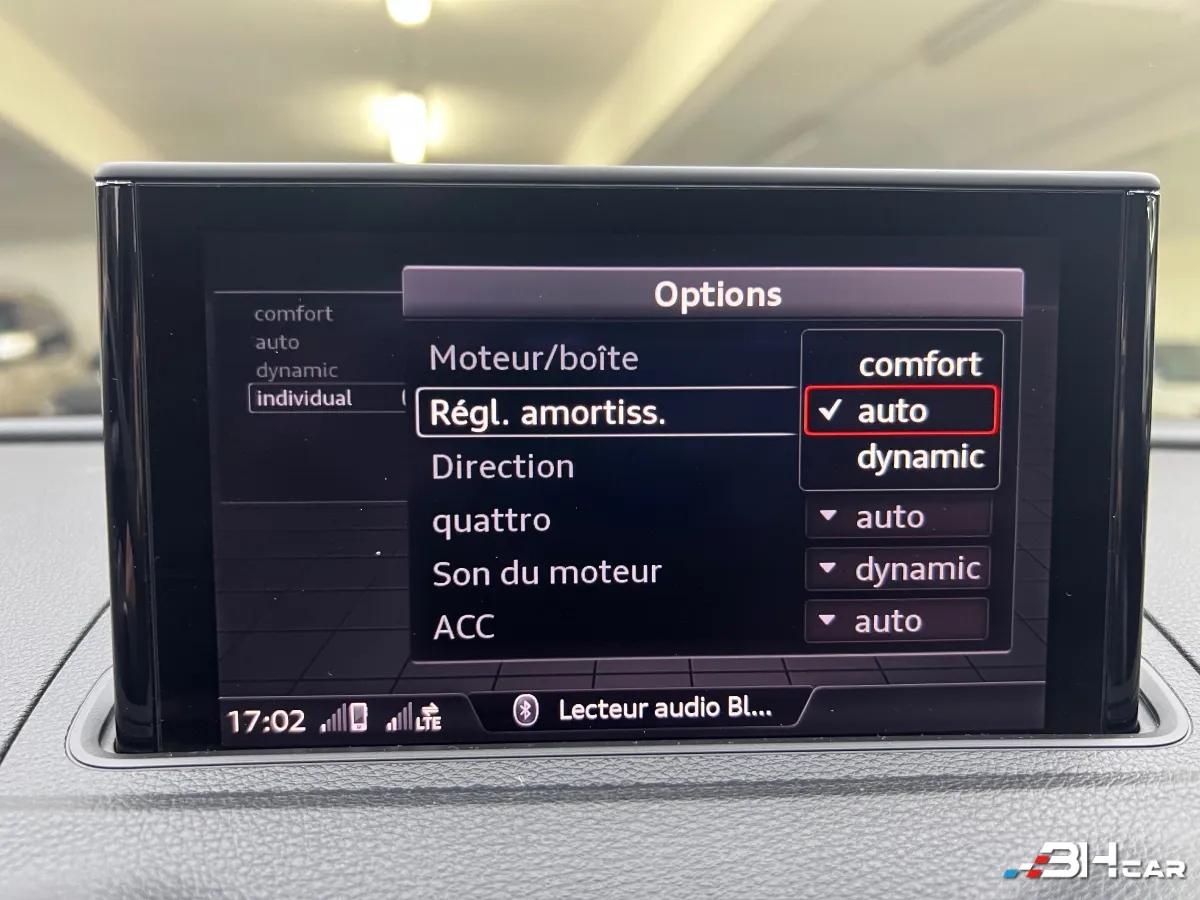 Options
comfort
auto
dynamic
individual
Moteur/boîte
Régl. amortiss.
Direction
quattro
Son du moteur
ACC
comfort
✓ auto
dynamic
auto
dynamic
auto
17:02
LTE
Lecteur audio Bl...
3HCAR